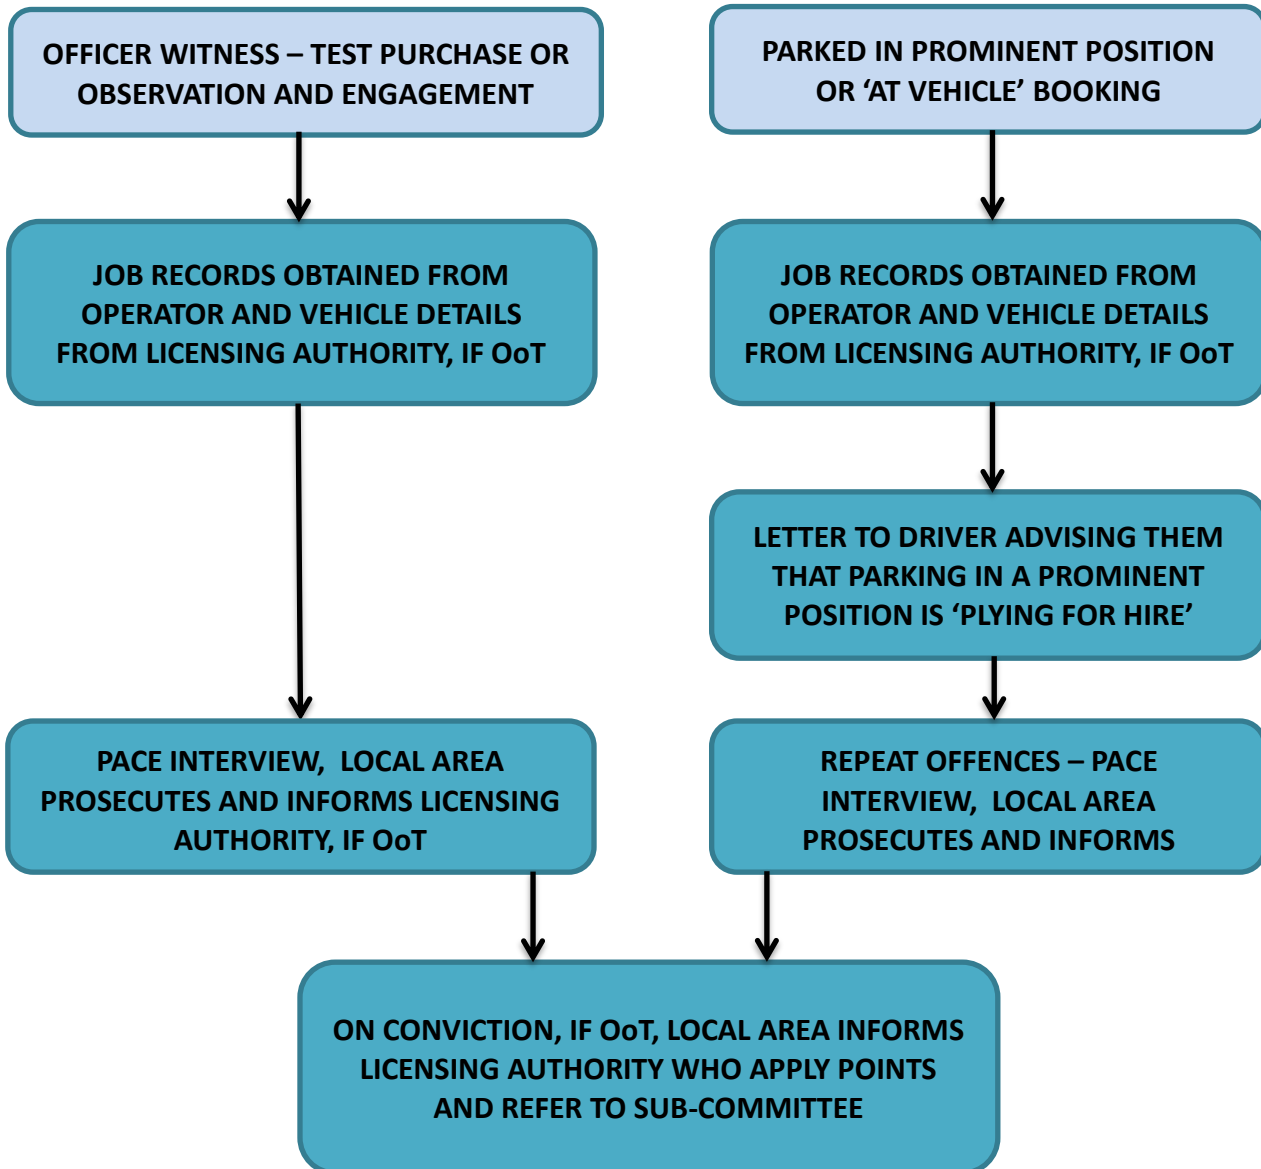 OFFICER WITNESS – TEST PURCHASE OR
OBSERVATION AND ENGAGEMENT
PARKED IN PROMINENT POSITION
OR ‘AT VEHICLE’ BOOKING
JOB RECORDS OBTAINED FROM
OPERATOR AND VEHICLE DETAILS
FROM LICENSING AUTHORITY, IF OoT
JOB RECORDS OBTAINED FROM
OPERATOR AND VEHICLE DETAILS
FROM LICENSING AUTHORITY, IF OoT
LETTER TO DRIVER ADVISING THEM
THAT PARKING IN A PROMINENT
POSITION IS ‘PLYING FOR HIRE’
PACE INTERVIEW, LOCAL AREA
PROSECUTES AND INFORMS LICENSING
AUTHORITY, IF OoT
REPEAT OFFENCES – PACE
INTERVIEW, LOCAL AREA
PROSECUTES AND INFORMS
ON CONVICTION, IF OoT, LOCAL AREA INFORMS
LICENSING AUTHORITY WHO APPLY POINTS
AND REFER TO SUB-COMMITTEE